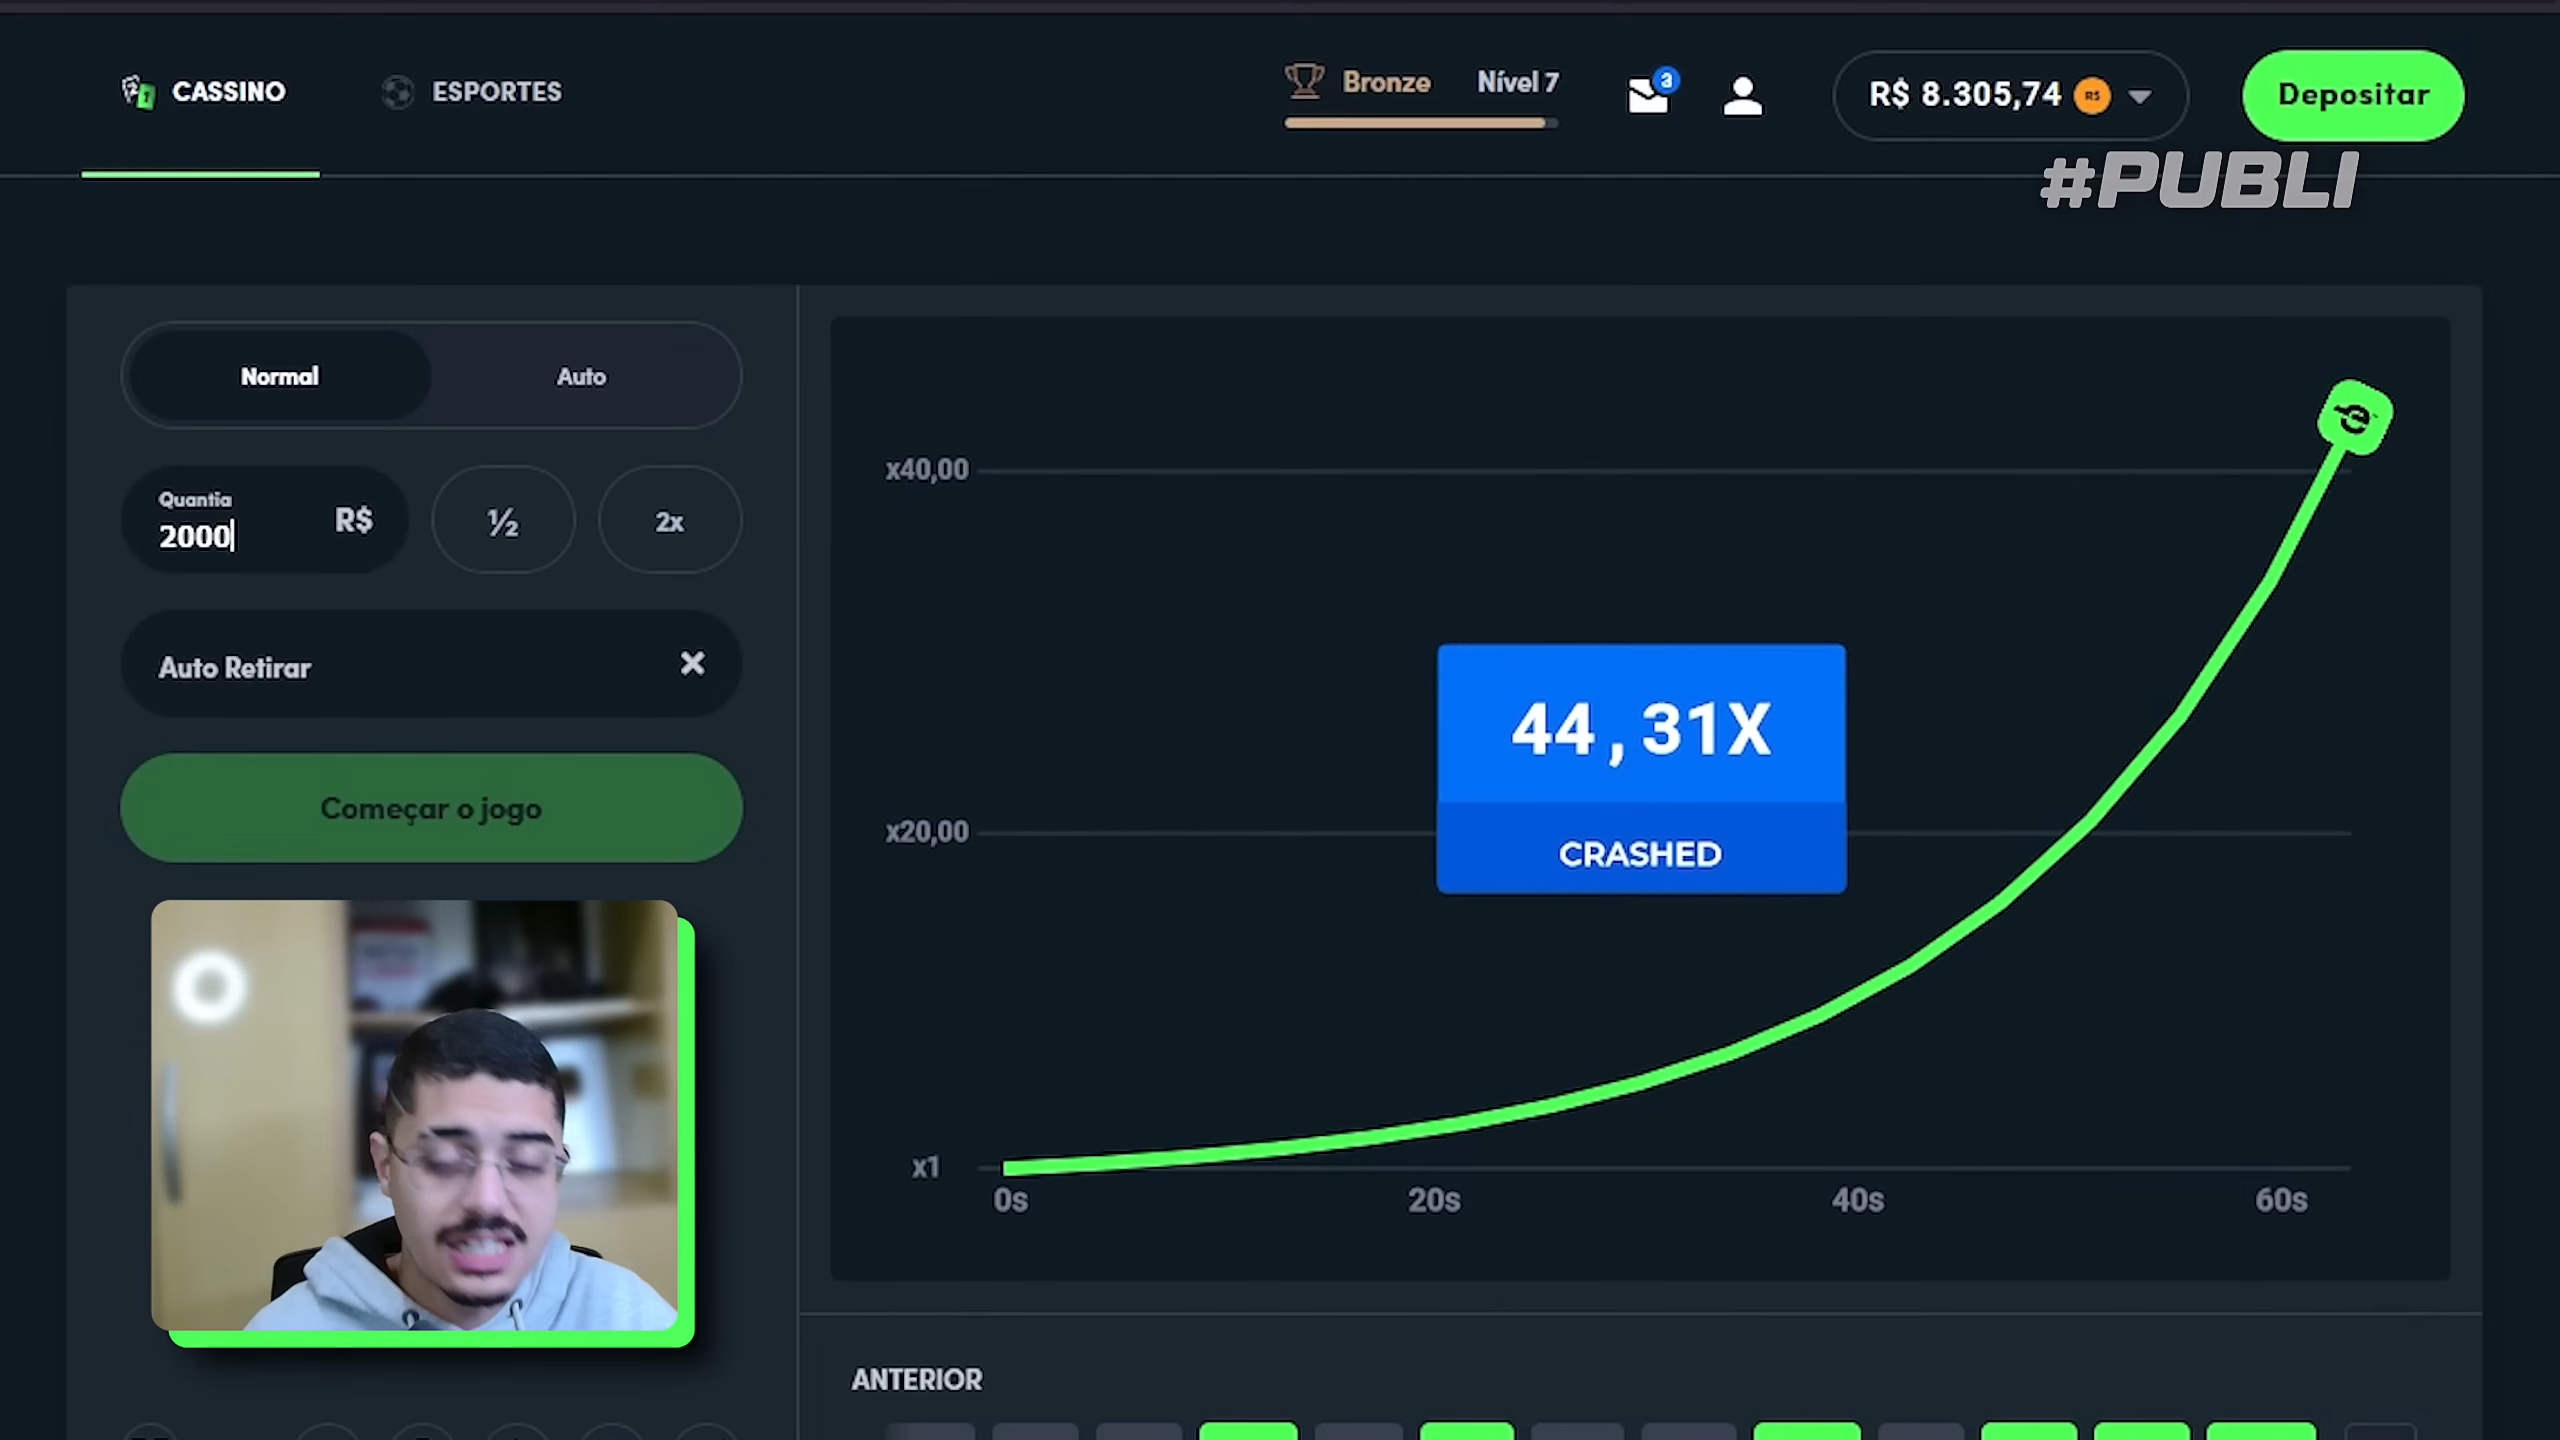 CASSINO
ESPORTES
Bronze
Nível 7
3
R$ 8.305,74
R$
Depositar
#PUBLI
Normal
Auto
Quantia
2000
R$
½
2x
Auto Retirar
Começar o jogo
x40,00
x20,00
x1
44,31X
CRASHED
0s
20s
40s
60s
ANTERIOR